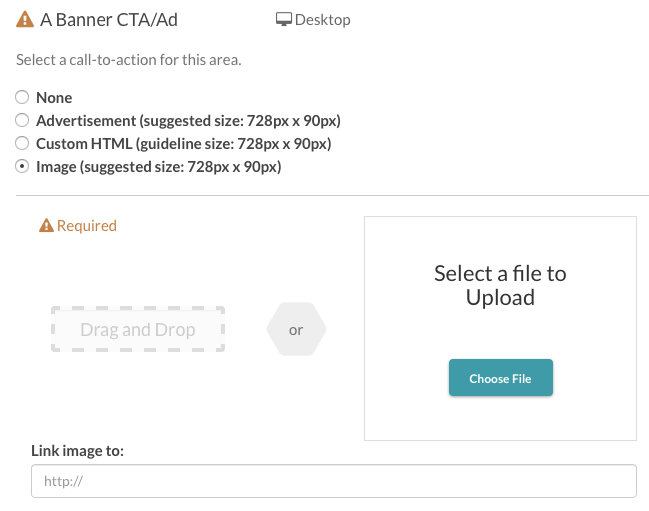 A Banner CTA/Ad
Desktop
Select a call-to-action for this area.
None
Advertisement (suggested size: 728px x 90px)
Custom HTML (guideline size: 728px x 90px)
Image (suggested size: 728px x 90px)
Required
Drag and Drop
or
Select a file to
Upload
Choose File
Link image to:
http://